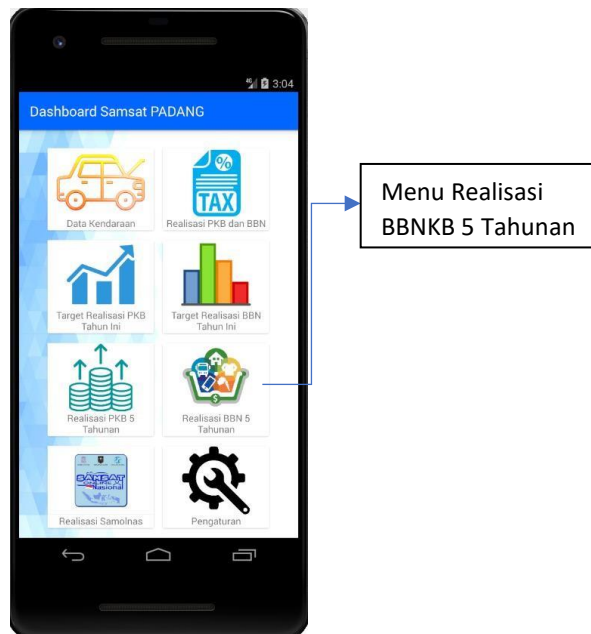 3:04
Dashboard Samsat PADANG
%
TAX
Data Kendaraan
Realisasi PKB dan BBN
Target Realisasi PKB
Tahun Ini
Target Realisasi BBN
Tahun Ini
Realisasi PKB 5
Tahunan
$
Realisasi BBN 5
Tahunan
SAMSAT
ONLINE
Nasional
Realisasi Samolnas
Pengaturan
Menu Realisasi
BBNKB 5 Tahunan